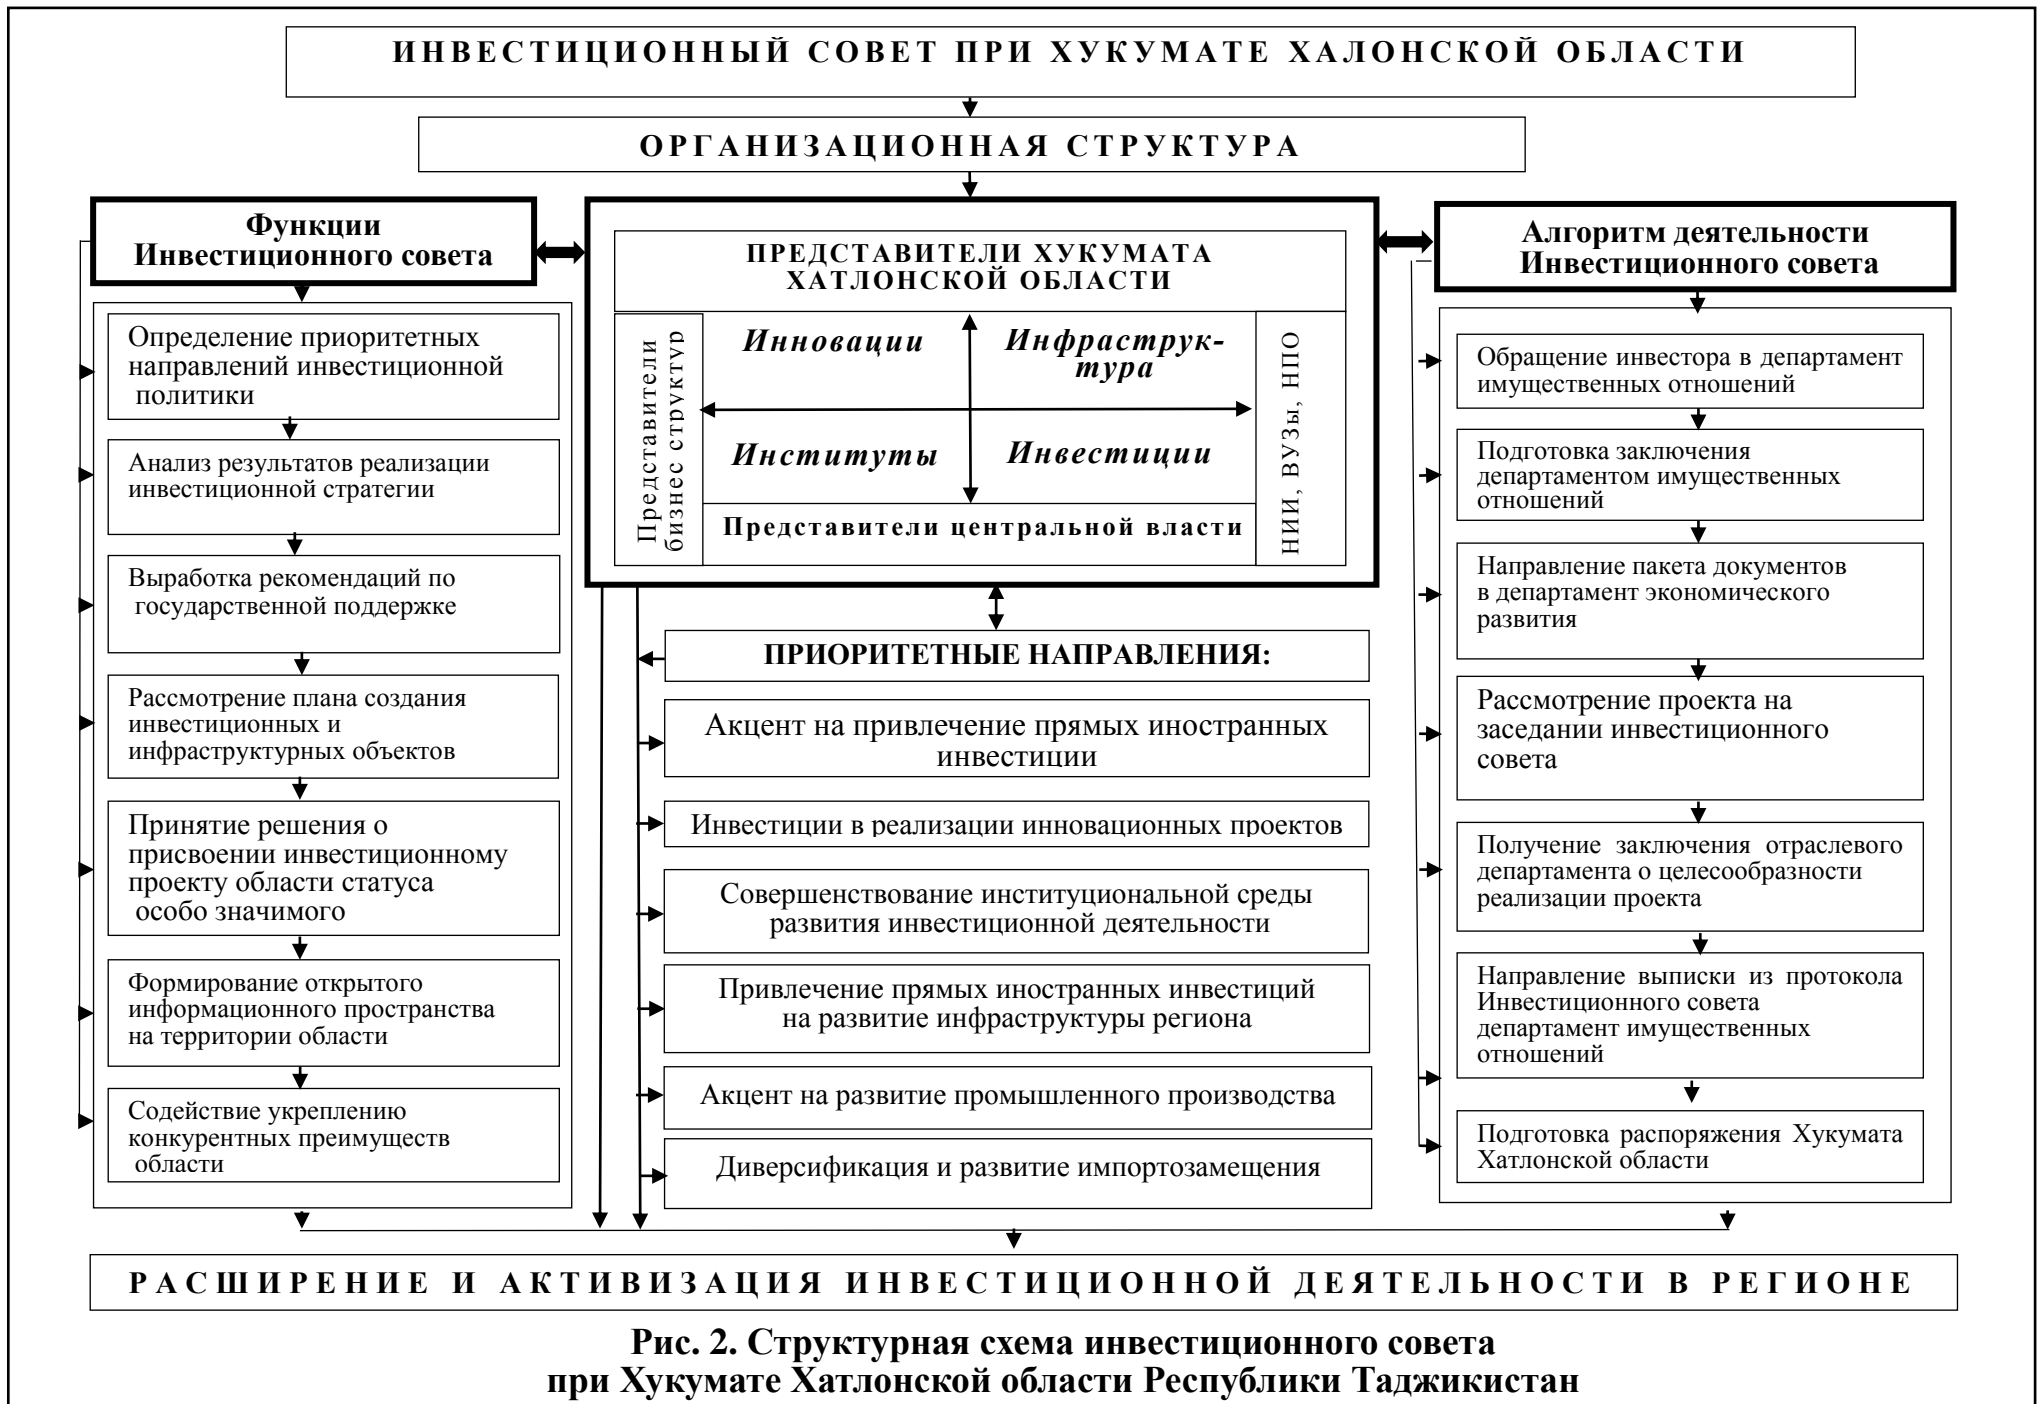 ИНВЕСТИЦИОННЫЙ СОВЕТ ПРИ ХУКУМАТЕ ХАЛОНСКОЙ ОБЛАСТИ
ОРГАНИЗАЦИОННАЯ СТРУКТУРА
Функции
Инвестиционного совета
Определение приоритетных
направлений инвестиционной
политики
Анализ результатов реализации
инвестиционной стратегии
Выработка рекомендаций по
государственной поддержке
Рассмотрение плана создания
инвестиционных и
инфраструктурных объектов
Принятие решения о
присвоении инвестиционному
проекту области статуса
особо значимого
Формирование открытого
информационного пространства
на территории области
Содействие укреплению
конкурентных преимуществ
области
ПРЕДСТАВИТЕЛИ ХУКУМАТА
ХАТЛОНСКОЙ ОБЛАСТИ
Представители
бизнес структур
Инновации
Инфраструк-
тура
Институты
Инвестиции
Представители центральной власти
НИИ, ВУЗы, НПО
ПРИОРИТЕТНЫЕ НАПРАВЛЕНИЯ:
Акцент на привлечение прямых иностранных
инвестиции
Инвестиции в реализации инновационных проектов
Совершенствование институциональной среды
развития инвестиционной деятельности
Привлечение прямых иностранных инвестиций
на развитие инфраструктуры региона
Акцент на развитие промышленного производства
Диверсификация и развитие импортозамещения
Алгоритм деятельности
Инвестиционного совета
Обращение инвестора в департамент
имущественных отношений
Подготовка заключения
департаментом имущественных
отношений
Направление пакета документов
в департамент экономического
развития
Рассмотрение проекта на
заседании инвестиционного
совета
Получение заключения отраслевого
департамента о целесообразности
реализации проекта
Направление выписки из протокола
Инвестиционного совета
департамент имущественных
отношений
Подготовка распоряжения Хукумата
Хатлонской области
РАСШИРЕНИЕ И АКТИВИЗАЦИЯ ИНВЕСТИЦИОННОЙ ДЕЯТЕЛЬНОСТИ В РЕГИОНЕ
Рис. 2. Структурная схема инвестиционного совета
при Хукумате Хатлонской области Республики Таджикистан